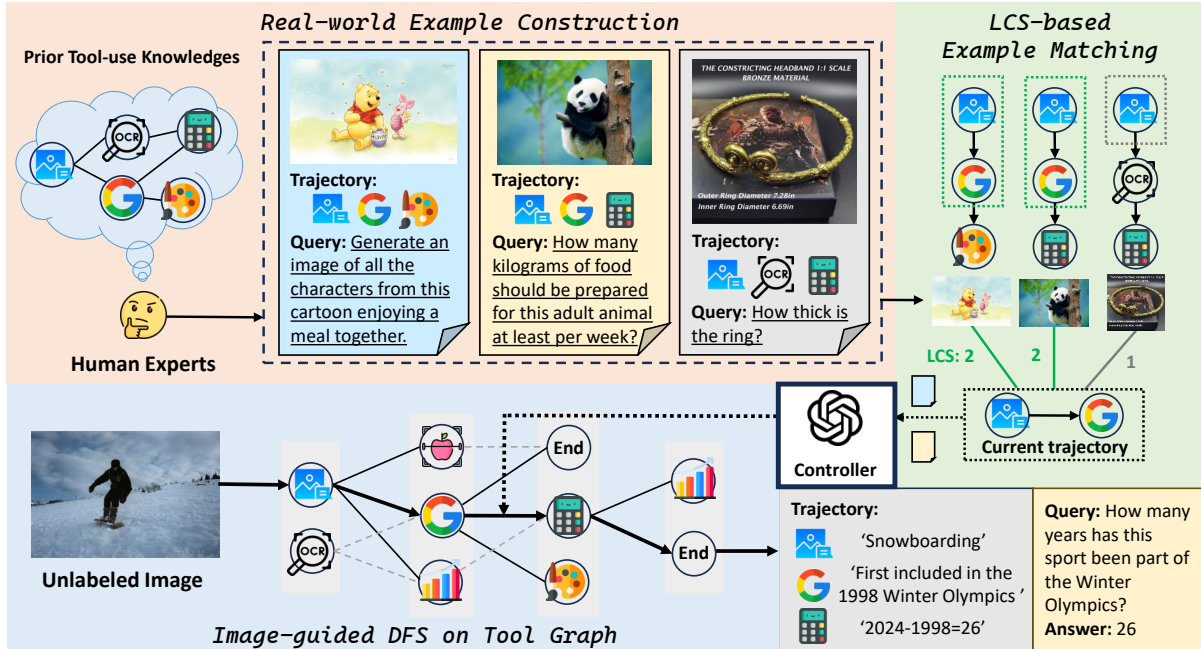 Real-world Example Construction
LCS-based
Example Matching
Prior Tool-use Knowledges
OCR
Human Experts
Trajectory:
Query: Generate an
image of all the
characters from this
cartoon enjoying a
meal together.
Trajectory:
Query: How many
kilograms of food
should be prepared
for this adult animal
at least per week?
THE CONSTRICTING HEADBAND 1:1 SCALE
BRONZE MATERIAL
Outer Ring Diameter 7.28in
Inner Ring Diameter 6.69in
Trajectory:
OCR
Query: How thick is
the ring?
OCR
LCS: 2
2
1
Current trajectory
Controller
Unlabeled Image
OCR
End
End
Image-guided DFS on Tool Graph
Trajectory:
‘Snowboarding’
‘First included in the
1998 Winter Olympics ’
‘2024-1998=26’
Query: How many
years has this
sport been part of
the Winter
Olympics?
Answer: 26